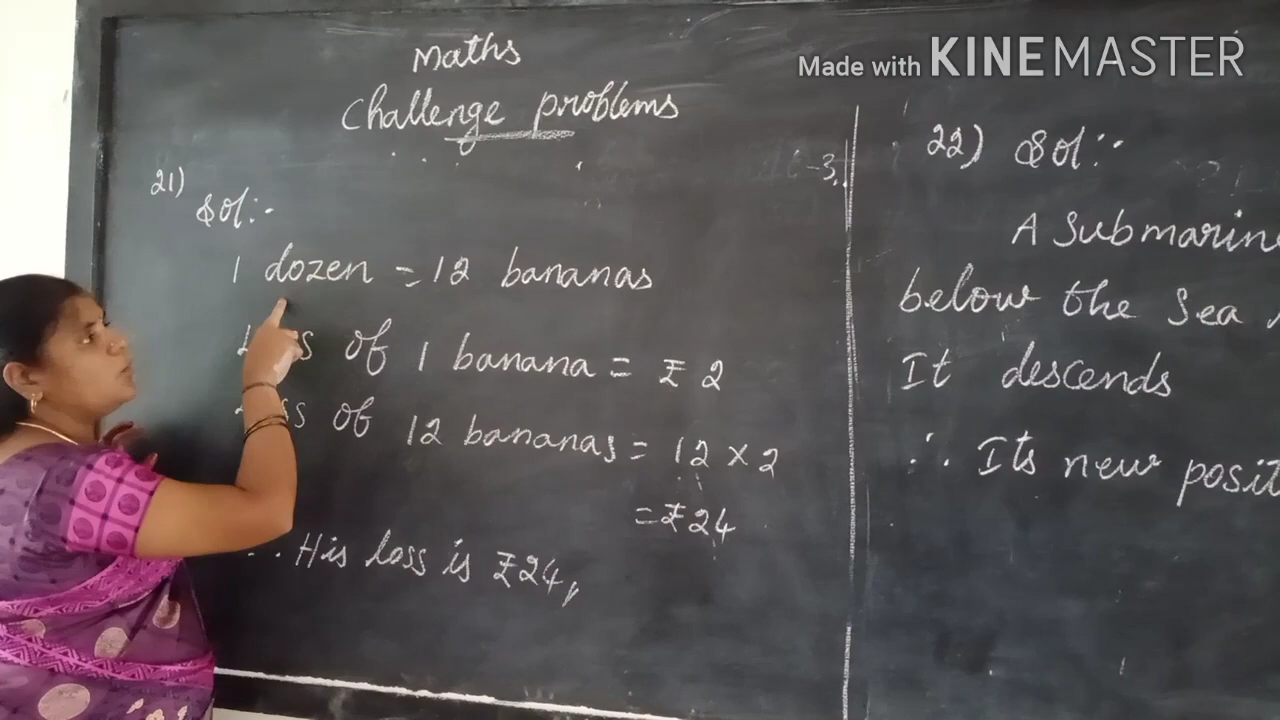 Made with KINEMASTER
Maths
Challenge problems
21)
Sol:-
1 dozen = 12 bananas
of 1 banana = ₹ 2
of 12 bananas = 12 × 2
= ₹24
His loss is ₹24,,
22) Sol:-
A Submarin
below the Sea
It descends
∴ Its new posit